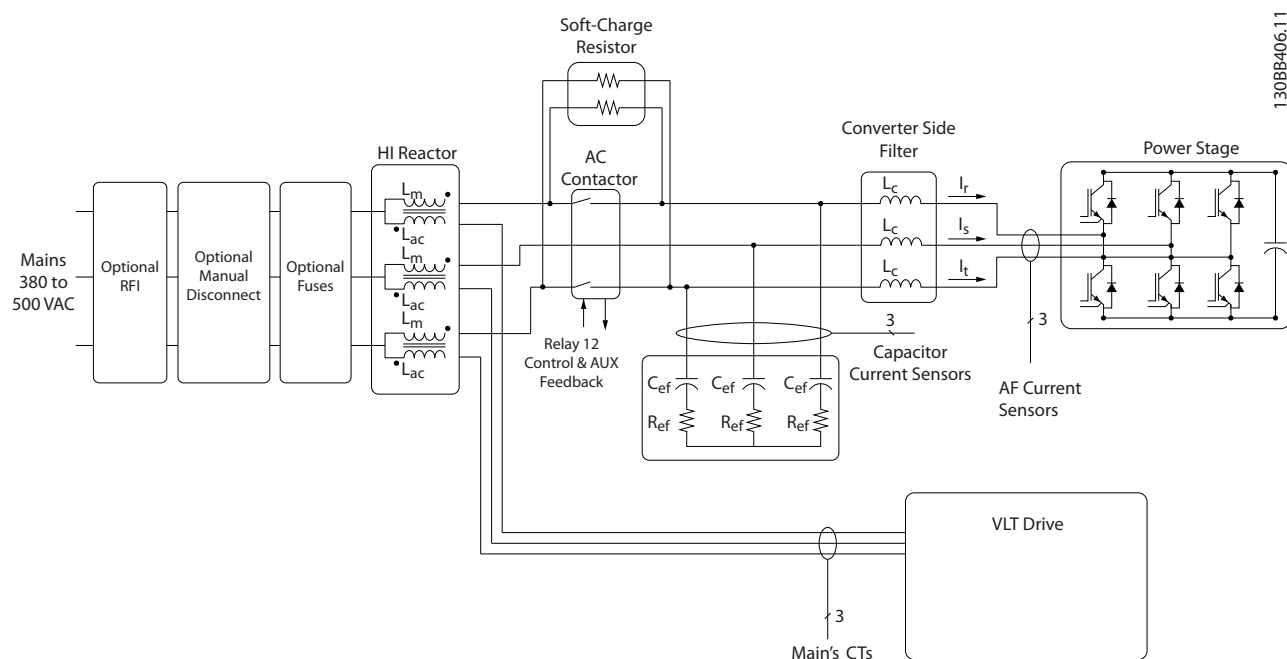 130BB406.11
Soft-Charge
Resistor
Converter Side
Filter
Power Stage
HI Reactor
AC
Contactor
Lm
Lac
Lm
Lac
Lm
Lac
Lc
Lc
Lc
Ir
Is
It
Mains
380 to
500 VAC
Optional
RFI
Optional
Manual
Disconnect
Optional
Fuses
Relay 12
Control & AUX
Feedback
3
Capacitor
Current Sensors
3
AF Current
Sensors
Cef
Cef
Cef
Ref
Ref
Ref
VLT Drive
3
Main's CTs